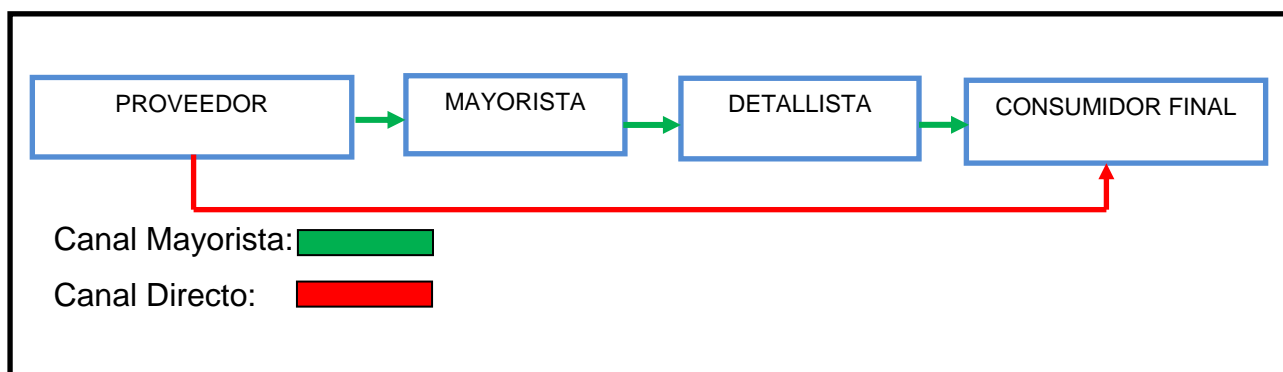 PROVEEDOR
MAYORISTA
DETALLISTA
CONSUMIDOR FINAL
Canal Mayorista:
Canal Directo: